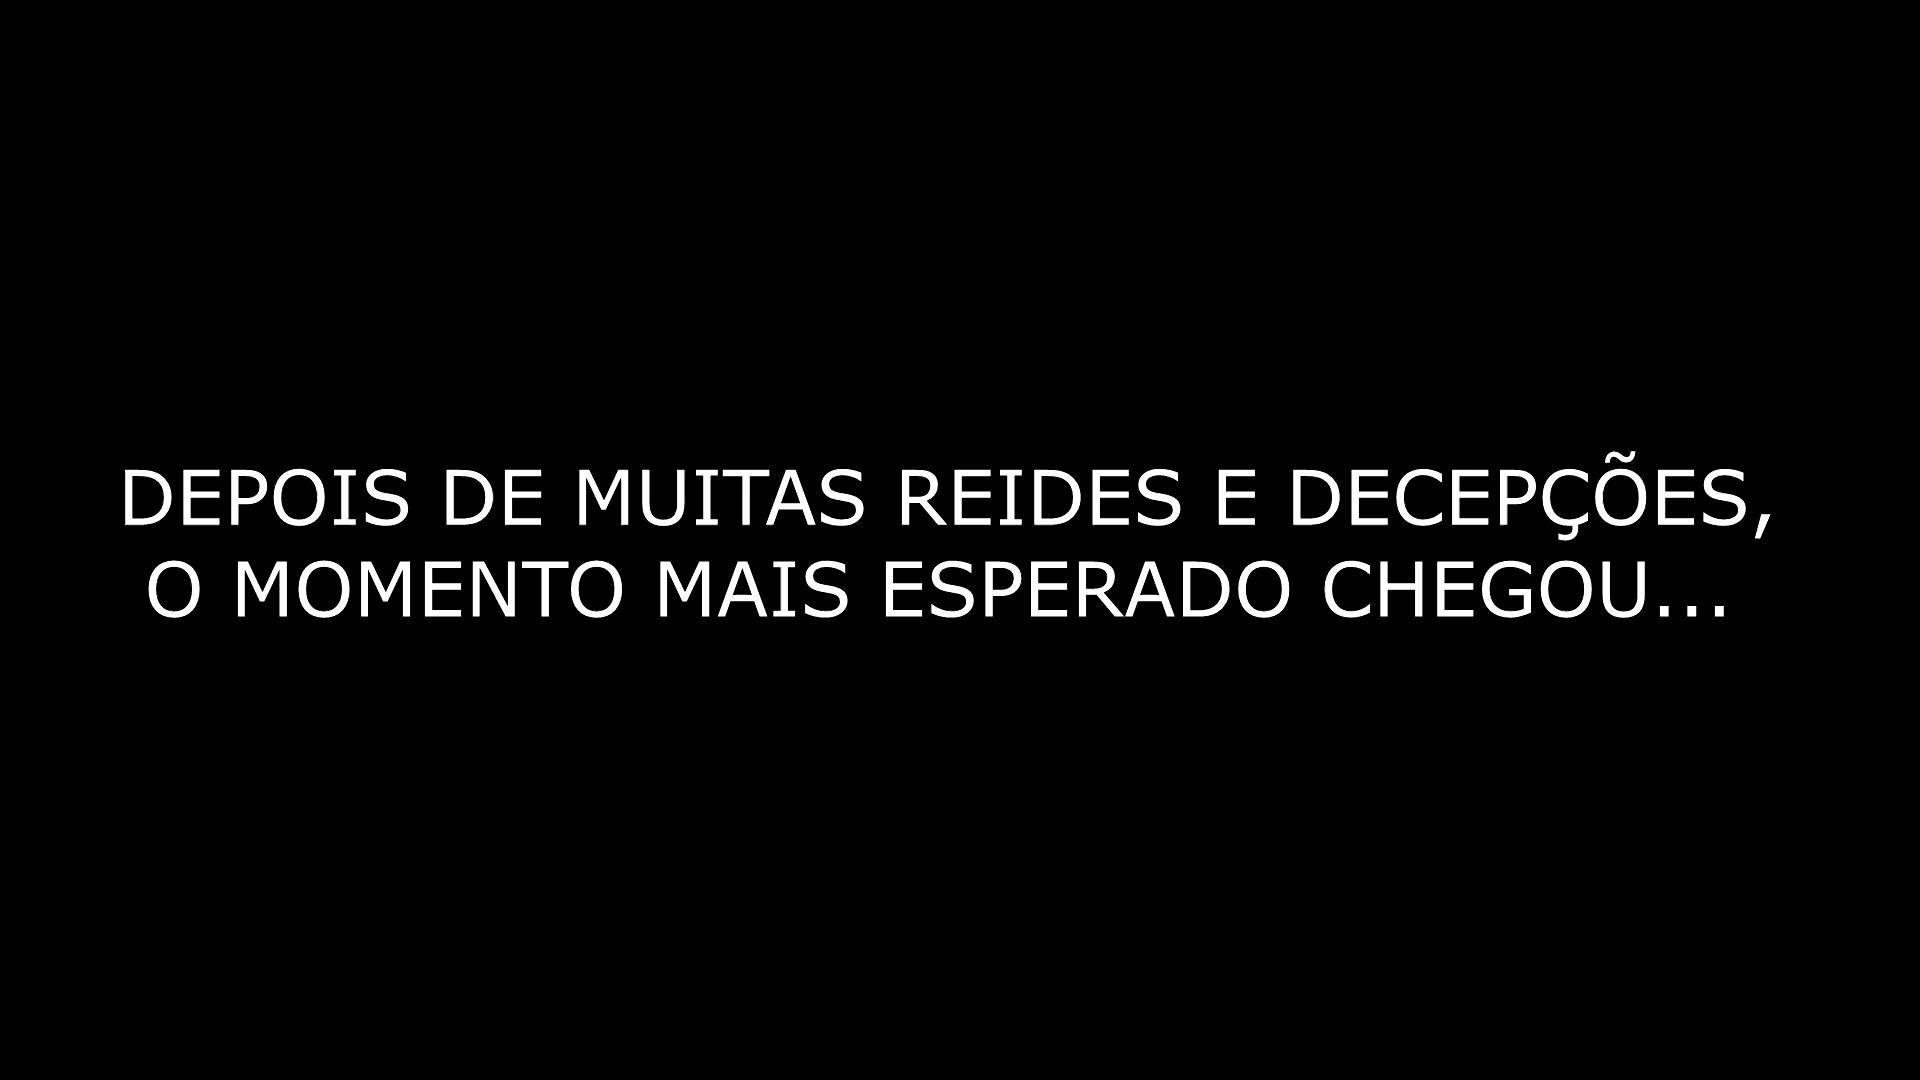 DEPOIS DE MUITAS REIDES E DECEPÇÕES,
O MOMENTO MAIS ESPERADO CHEGOU...